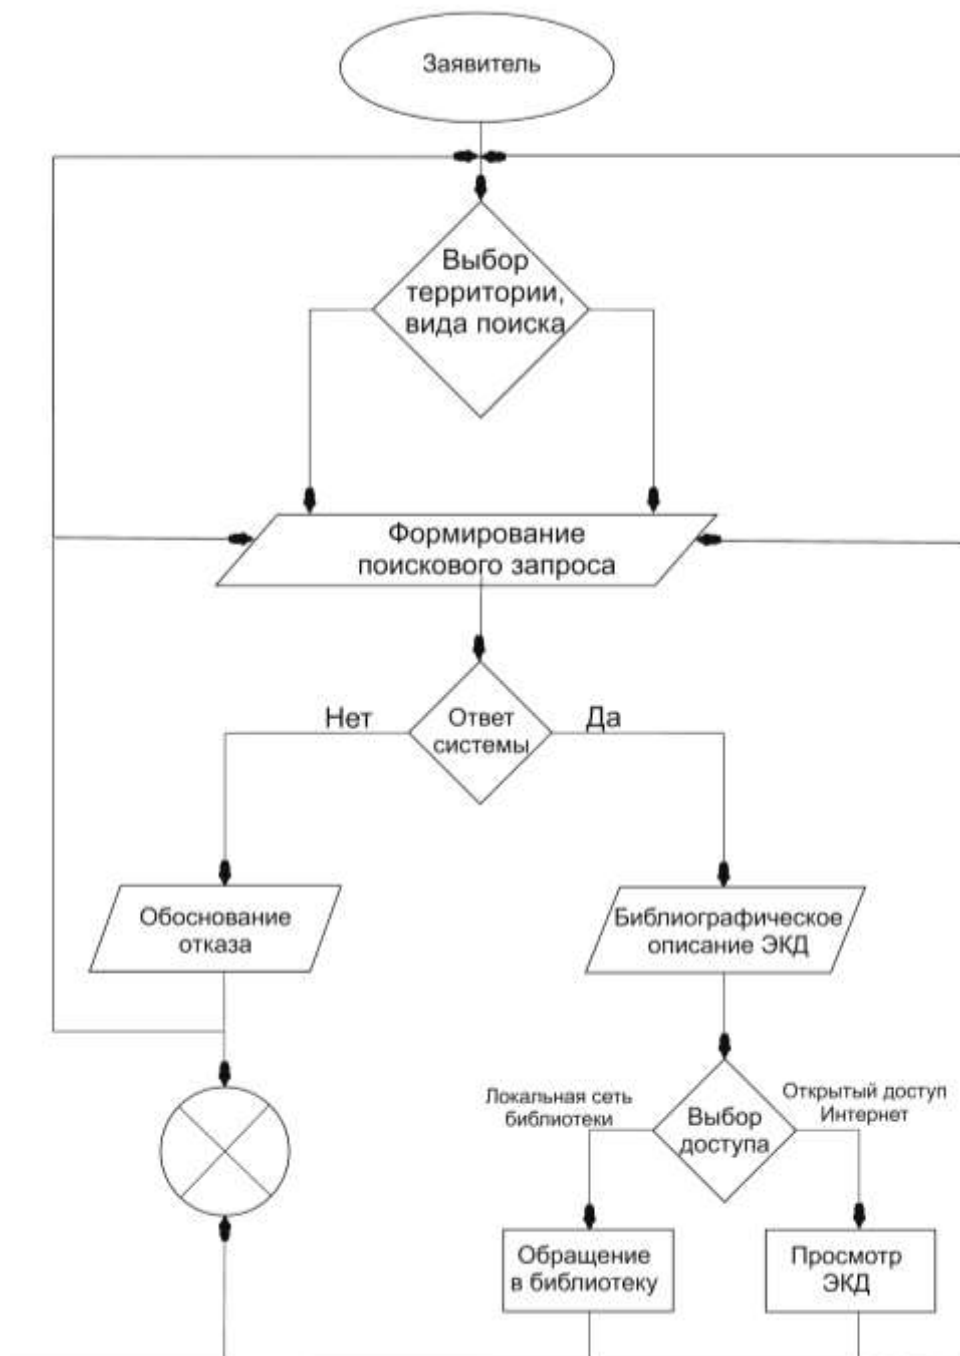 Заявитель
Выбор
территории,
вида поиска
Формирование
поискового запроса
Нет
Ответ
системы
Да
Обоснование
отказа
Библиографическое
описание ЭКД
Локальная сеть
библиотеки
Выбор
доступа
Открытый доступ
Интернет
Обращение
в библиотеку
Просмотр
ЭКД